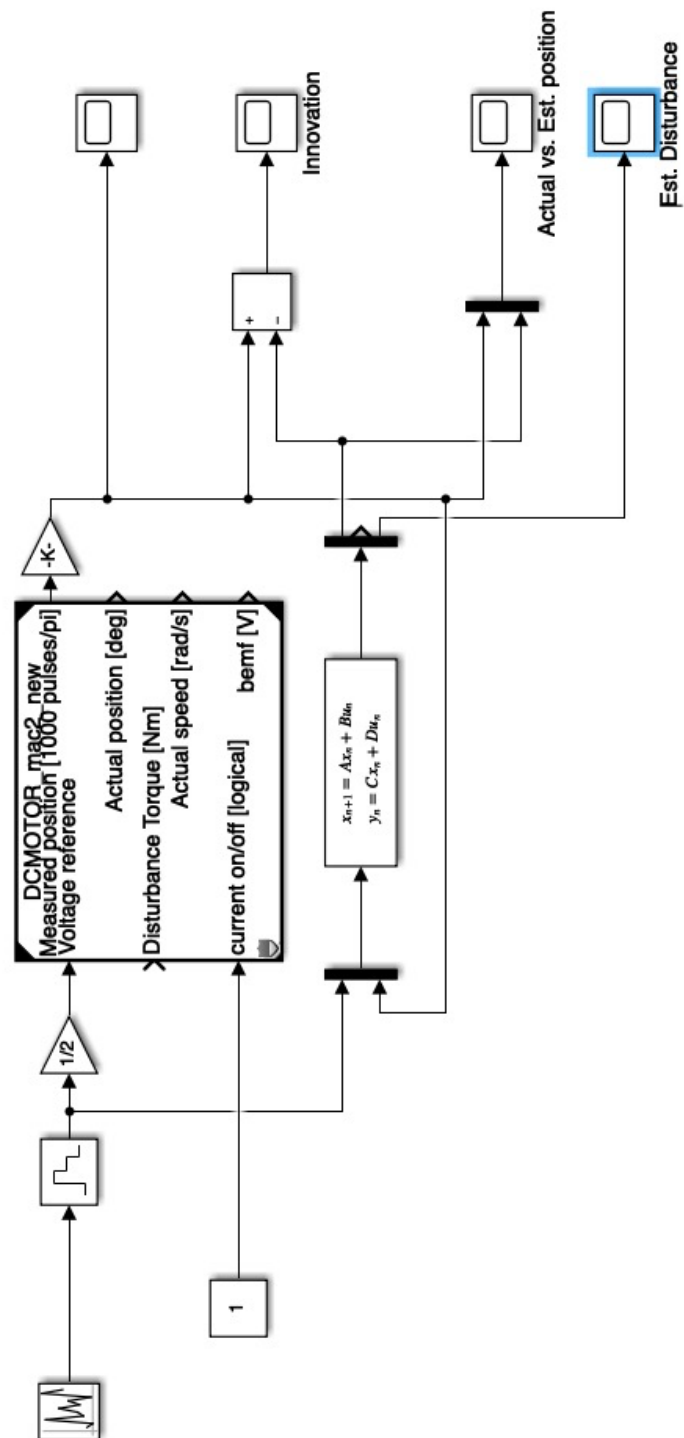 1/2
1
DCMOTOR_mac2_new
Measured position [1000 pulses/pi]
Voltage reference
Actual position [deg]
Disturbance Torque [Nm]
Actual speed [rad/s]
current on/off [logical]
bemf [V]
-K-
xₙ₊₁ = Axₙ + Buₙ
yₙ = Cxₙ + Duₙ
+
−
Innovation
Actual vs. Est. position
Est. Disturbance